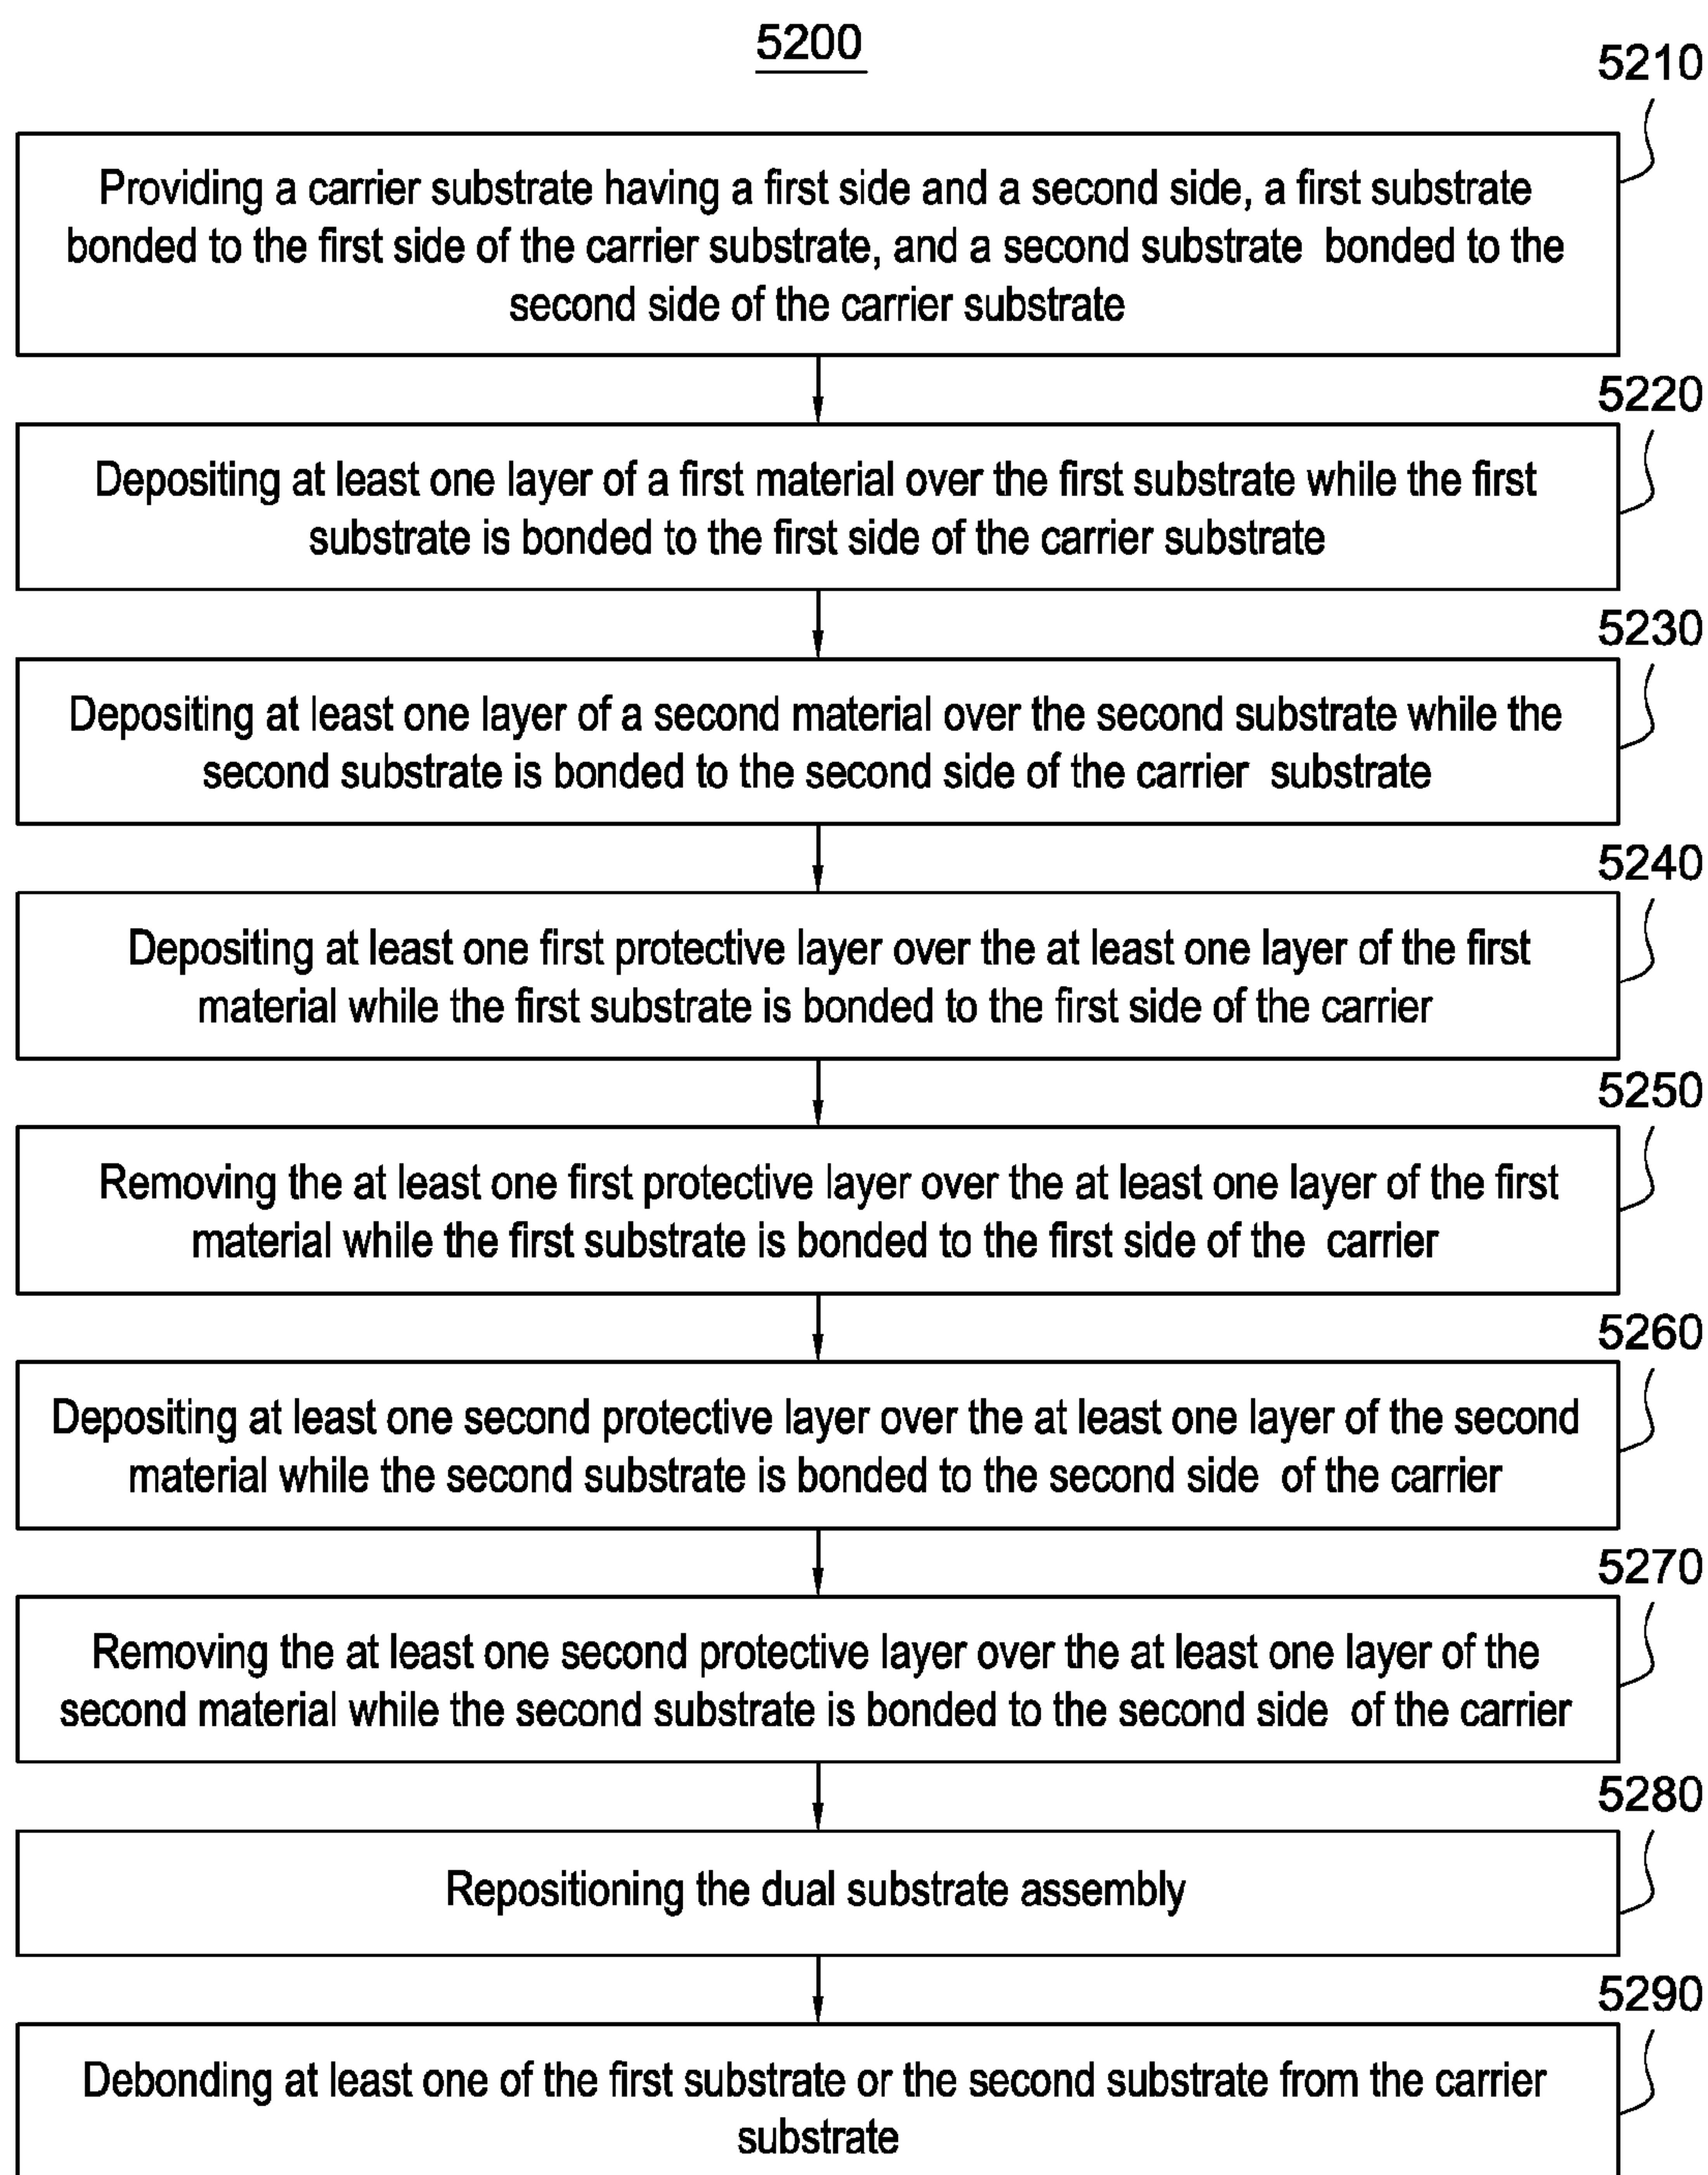 5200
5210
Providing a carrier substrate having a first side and a second side, a first substrate
bonded to the first side of the carrier substrate, and a second substrate bonded to the
second side of the carrier substrate
5220
Depositing at least one layer of a first material over the first substrate while the first
substrate is bonded to the first side of the carrier substrate
5230
Depositing at least one layer of a second material over the second substrate while the
second substrate is bonded to the second side of the carrier substrate
5240
Depositing at least one first protective layer over the at least one layer of the first
material while the first substrate is bonded to the first side of the carrier
5250
Removing the at least one first protective layer over the at least one layer of the first
material while the first substrate is bonded to the first side of the carrier
5260
Depositing at least one second protective layer over the at least one layer of the second
material while the second substrate is bonded to the second side of the carrier
5270
Removing the at least one second protective layer over the at least one layer of the
second material while the second substrate is bonded to the second side of the carrier
5280
Repositioning the dual substrate assembly
5290
Debonding at least one of the first substrate or the second substrate from the carrier
substrate